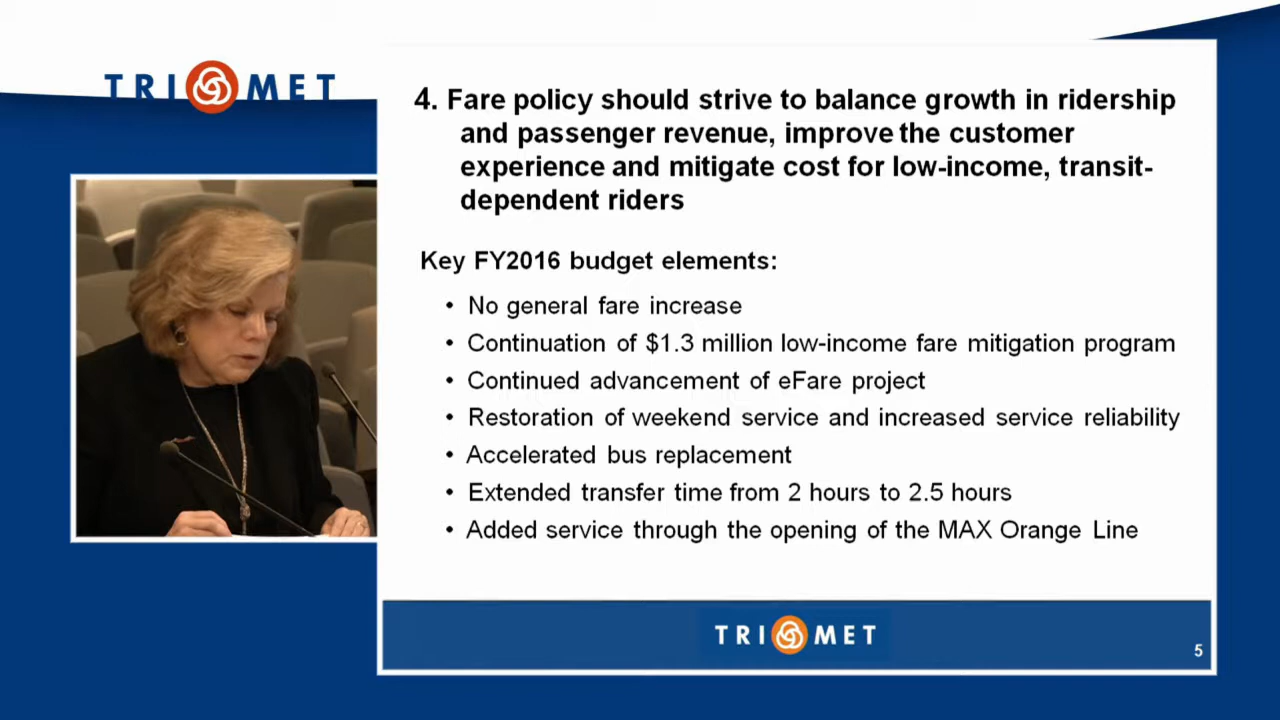 TRI MET
4. Fare policy should strive to balance growth in ridership
and passenger revenue, improve the customer
experience and mitigate cost for low-income, transit-
dependent riders
Key FY2016 budget elements:
• No general fare increase
• Continuation of $1.3 million low-income fare mitigation program
• Continued advancement of eFare project
• Restoration of weekend service and increased service reliability
• Accelerated bus replacement
• Extended transfer time from 2 hours to 2.5 hours
• Added service through the opening of the MAX Orange Line
TRI MET
5